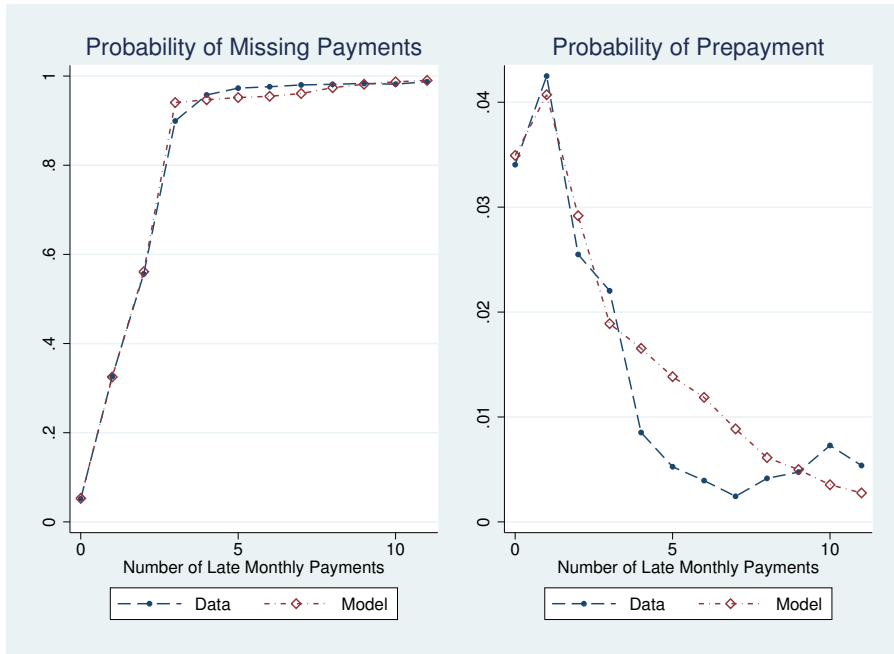 Probability of Missing Payments
1
.8
.6
.4
.2
0
0 5 10
Number of Late Monthly Payments
Data Model
Probability of Prepayment
.04
.03
.02
.01
0
0 5 10
Number of Late Monthly Payments
Data Model